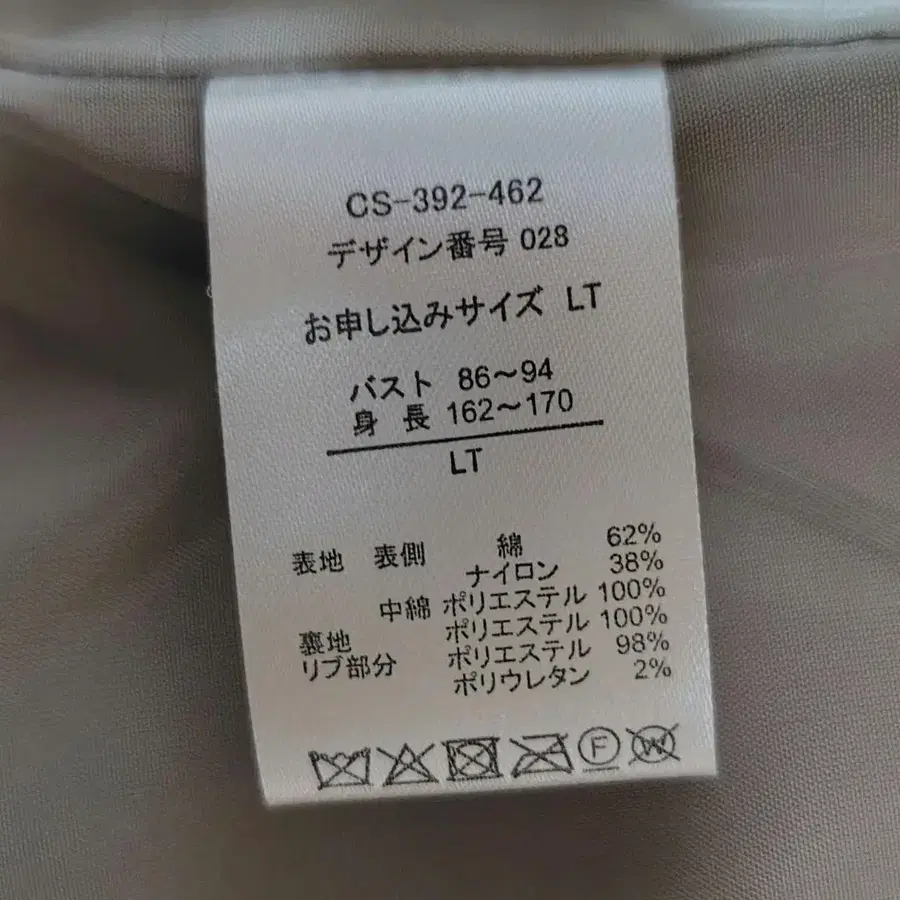 CS-392-462
デザイン番号 028
お申し込みサイズ LT
バスト 86～94
身長 162～170
LT
表地 表側 綿 62%
ナイロン 38%
中綿 ポリエステル 100%
裏地 ポリエステル 100%
リブ部分 ポリエステル 98%
ポリウレタン 2%
F W